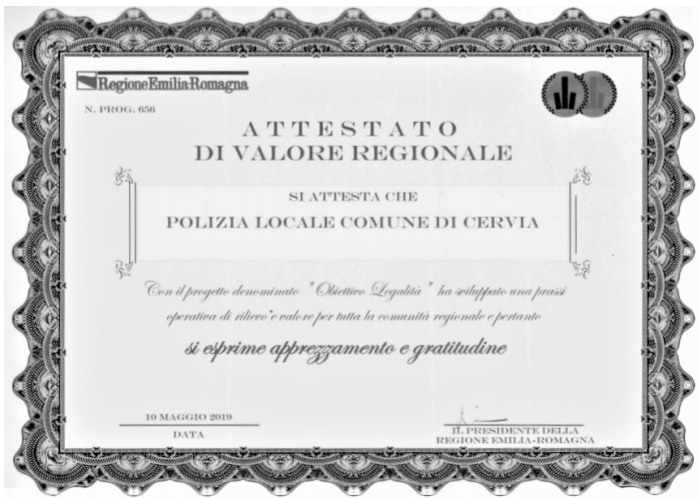 RegioneEmilia-Romagna
N. PROG. 656
ATTESTATO
DI VALORE REGIONALE
SI ATTESTA CHE
POLIZIA LOCALE COMUNE DI CERVIA
Con il progetto denominato "Obiettivo Legalità" ha sviluppato una prassi
operativa di rilievo e valore per tutta la comunità regionale e pertanto
si esprime apprezzamento e gratitudine
10 MAGGIO 2019
DATA
IL PRESIDENTE DELLA
REGIONE EMILIA-ROMAGNA